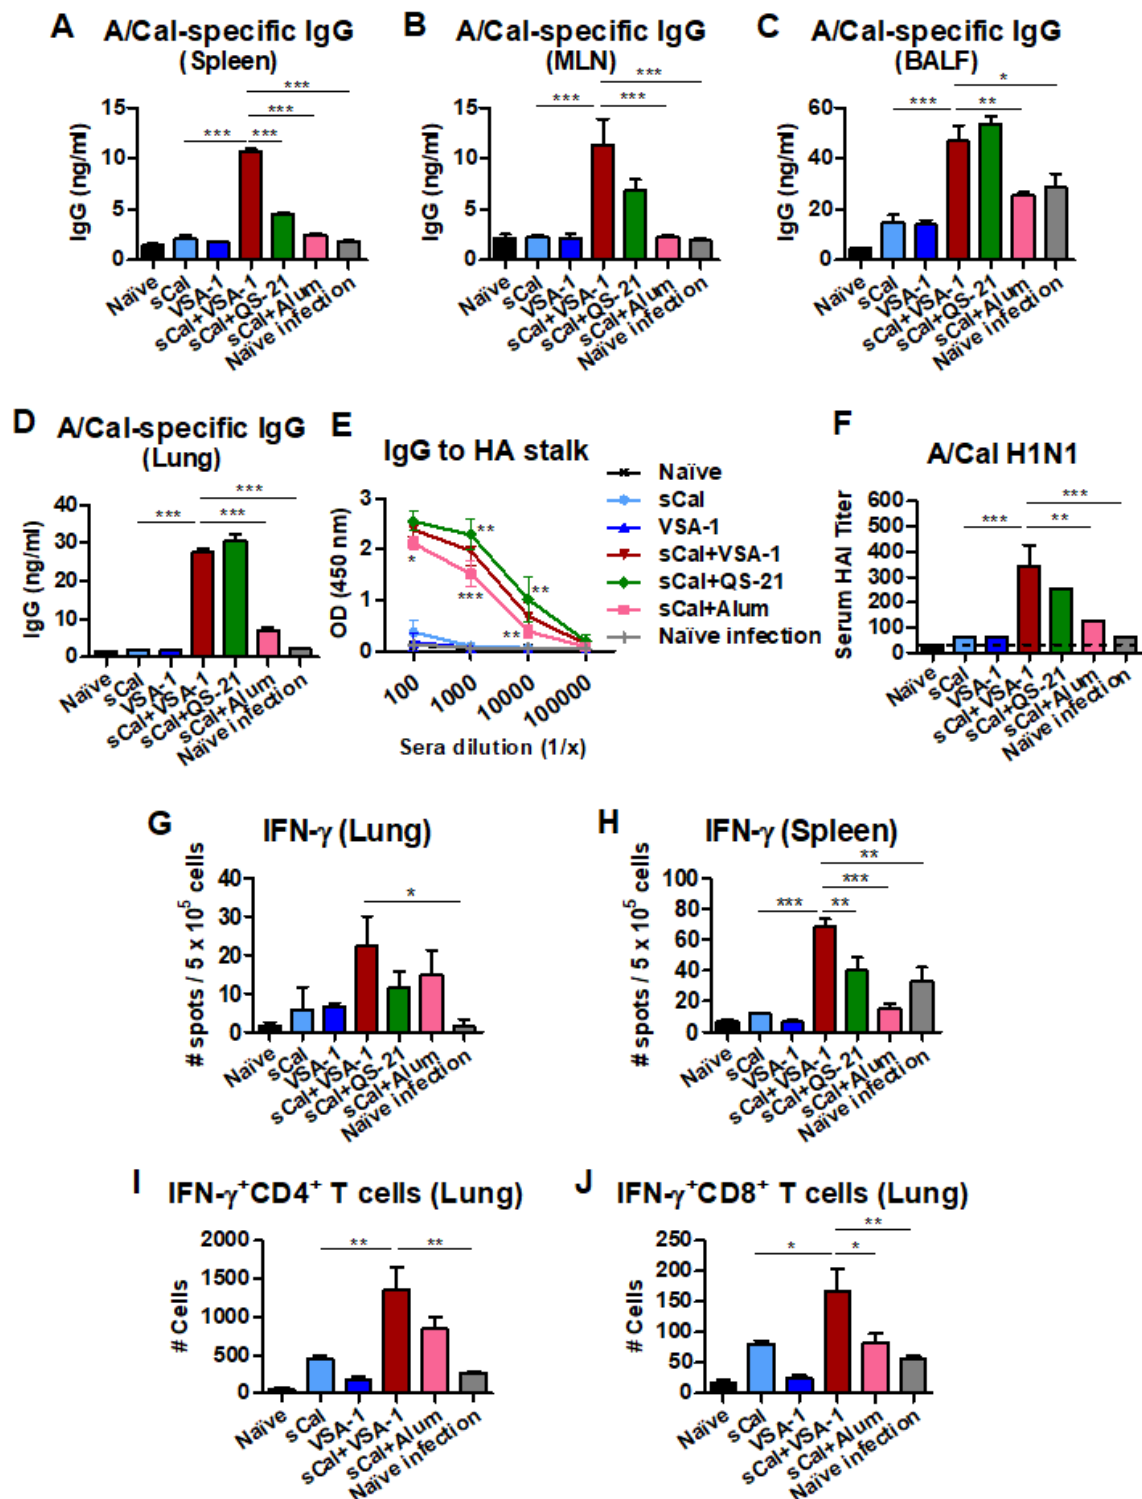 A A/Cal-specific IgG
(Spleen)
***
***
*** ***
IgG (ng/ml)
15
10
5
0
Naïve
sCal
VSA-1
sCal+VSA-1
sCal+QS-21
sCal+Alum
Naïve infection
B A/Cal-specific IgG
(MLN)
***
*** ***
IgG (ng/ml)
15
10
5
0
Naïve
sCal
VSA-1
sCal+VSA-1
sCal+QS-21
sCal+Alum
Naïve infection
C A/Cal-specific IgG
(BALF)
*
*** **
IgG (ng/ml)
60
40
20
0
Naïve
sCal
VSA-1
sCal+VSA-1
sCal+QS-21
sCal+Alum
Naïve infection
D A/Cal-specific IgG
(Lung)
***
*** ***
IgG (ng/ml)
40
30
20
10
0
Naïve
sCal
VSA-1
sCal+VSA-1
sCal+QS-21
sCal+Alum
Naïve infection
E IgG to HA stalk
OD (450 nm)
3
2
1
0
**
*
***
**
**
100
1000
10000
100000
Sera dilution (1/x)
Naïve
sCal
VSA-1
sCal+VSA-1
sCal+QS-21
sCal+Alum
Naïve infection
F A/Cal H1N1
***
*** **
Serum HAI Titer
600
500
400
300
200
100
0
Naïve
sCal
VSA-1
sCal+VSA-1
sCal+QS-21
sCal+Alum
Naïve infection
G IFN-γ (Lung)
*
# spots / 5 x 10⁵ cells
40
30
20
10
0
Naïve
sCal
VSA-1
sCal+VSA-1
sCal+QS-21
sCal+Alum
Naïve infection
H IFN-γ (Spleen)
**
***
*** **
# spots / 5 x 10⁵ cells
100
80
60
40
20
0
Naïve
sCal
VSA-1
sCal+VSA-1
sCal+QS-21
sCal+Alum
Naïve infection
I IFN-γ⁺CD4⁺ T cells (Lung)
** **
# Cells
2000
1500
1000
500
0
Naïve
sCal
VSA-1
sCal+VSA-1
sCal+Alum
Naïve infection
J IFN-γ⁺CD8⁺ T cells (Lung)
**
* *
# Cells
250
200
150
100
50
0
Naïve
sCal
VSA-1
sCal+VSA-1
sCal+Alum
Naïve infection